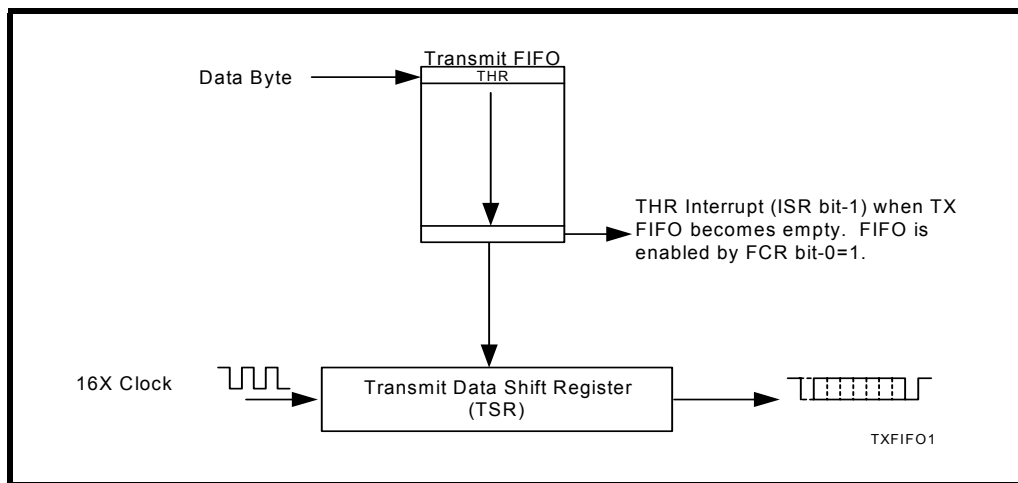 Transmit FIFO
Data Byte
THR
THR Interrupt (ISR bit-1) when TX
FIFO becomes empty. FIFO is
enabled by FCR bit-0=1.
16X Clock
Transmit Data Shift Register
(TSR)
TXFIFO1